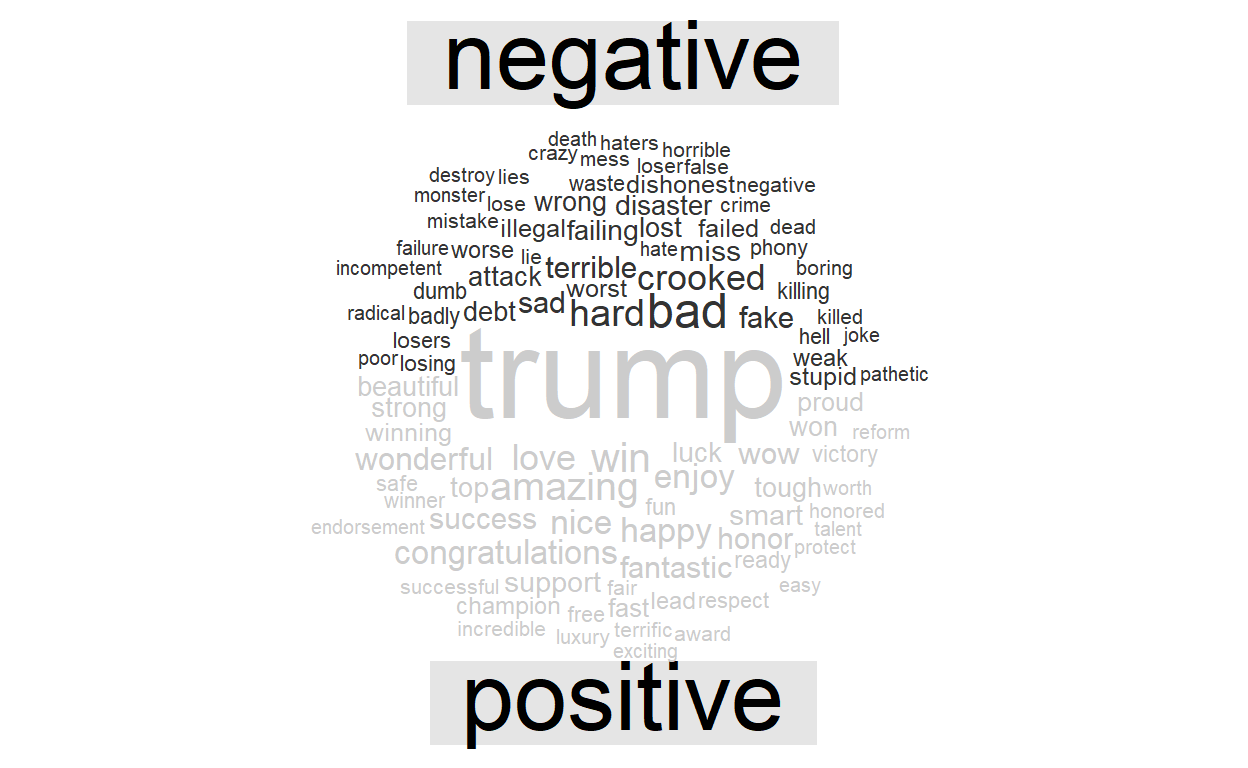 negative
death haters
crazy mess horrible
loser false
destroy lies waste dishonest negative
monster lose wrong disaster crime
mistake illegal failing lost failed dead
failure worse lie hate miss phony
incompetent attack terrible crooked boring
dumb worst killing
radical badly debt sad hard bad fake killed
losers hell joke
poor losing weak
stupid pathetic
trump
beautiful
strong proud
winning won reform
wonderful love win luck wow victory
safe top amazing enjoy tough worth
winner fun
endorsement success nice happy smart honored
honor talent
congratulations protect
fantastic ready
successful support fair easy
champion free fast lead respect
incredible luxury terrific award
exciting
positive